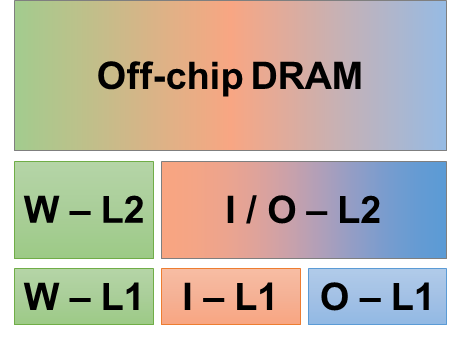 Off-chip DRAM
W – L2
I / O – L2
W – L1
I – L1
O – L1